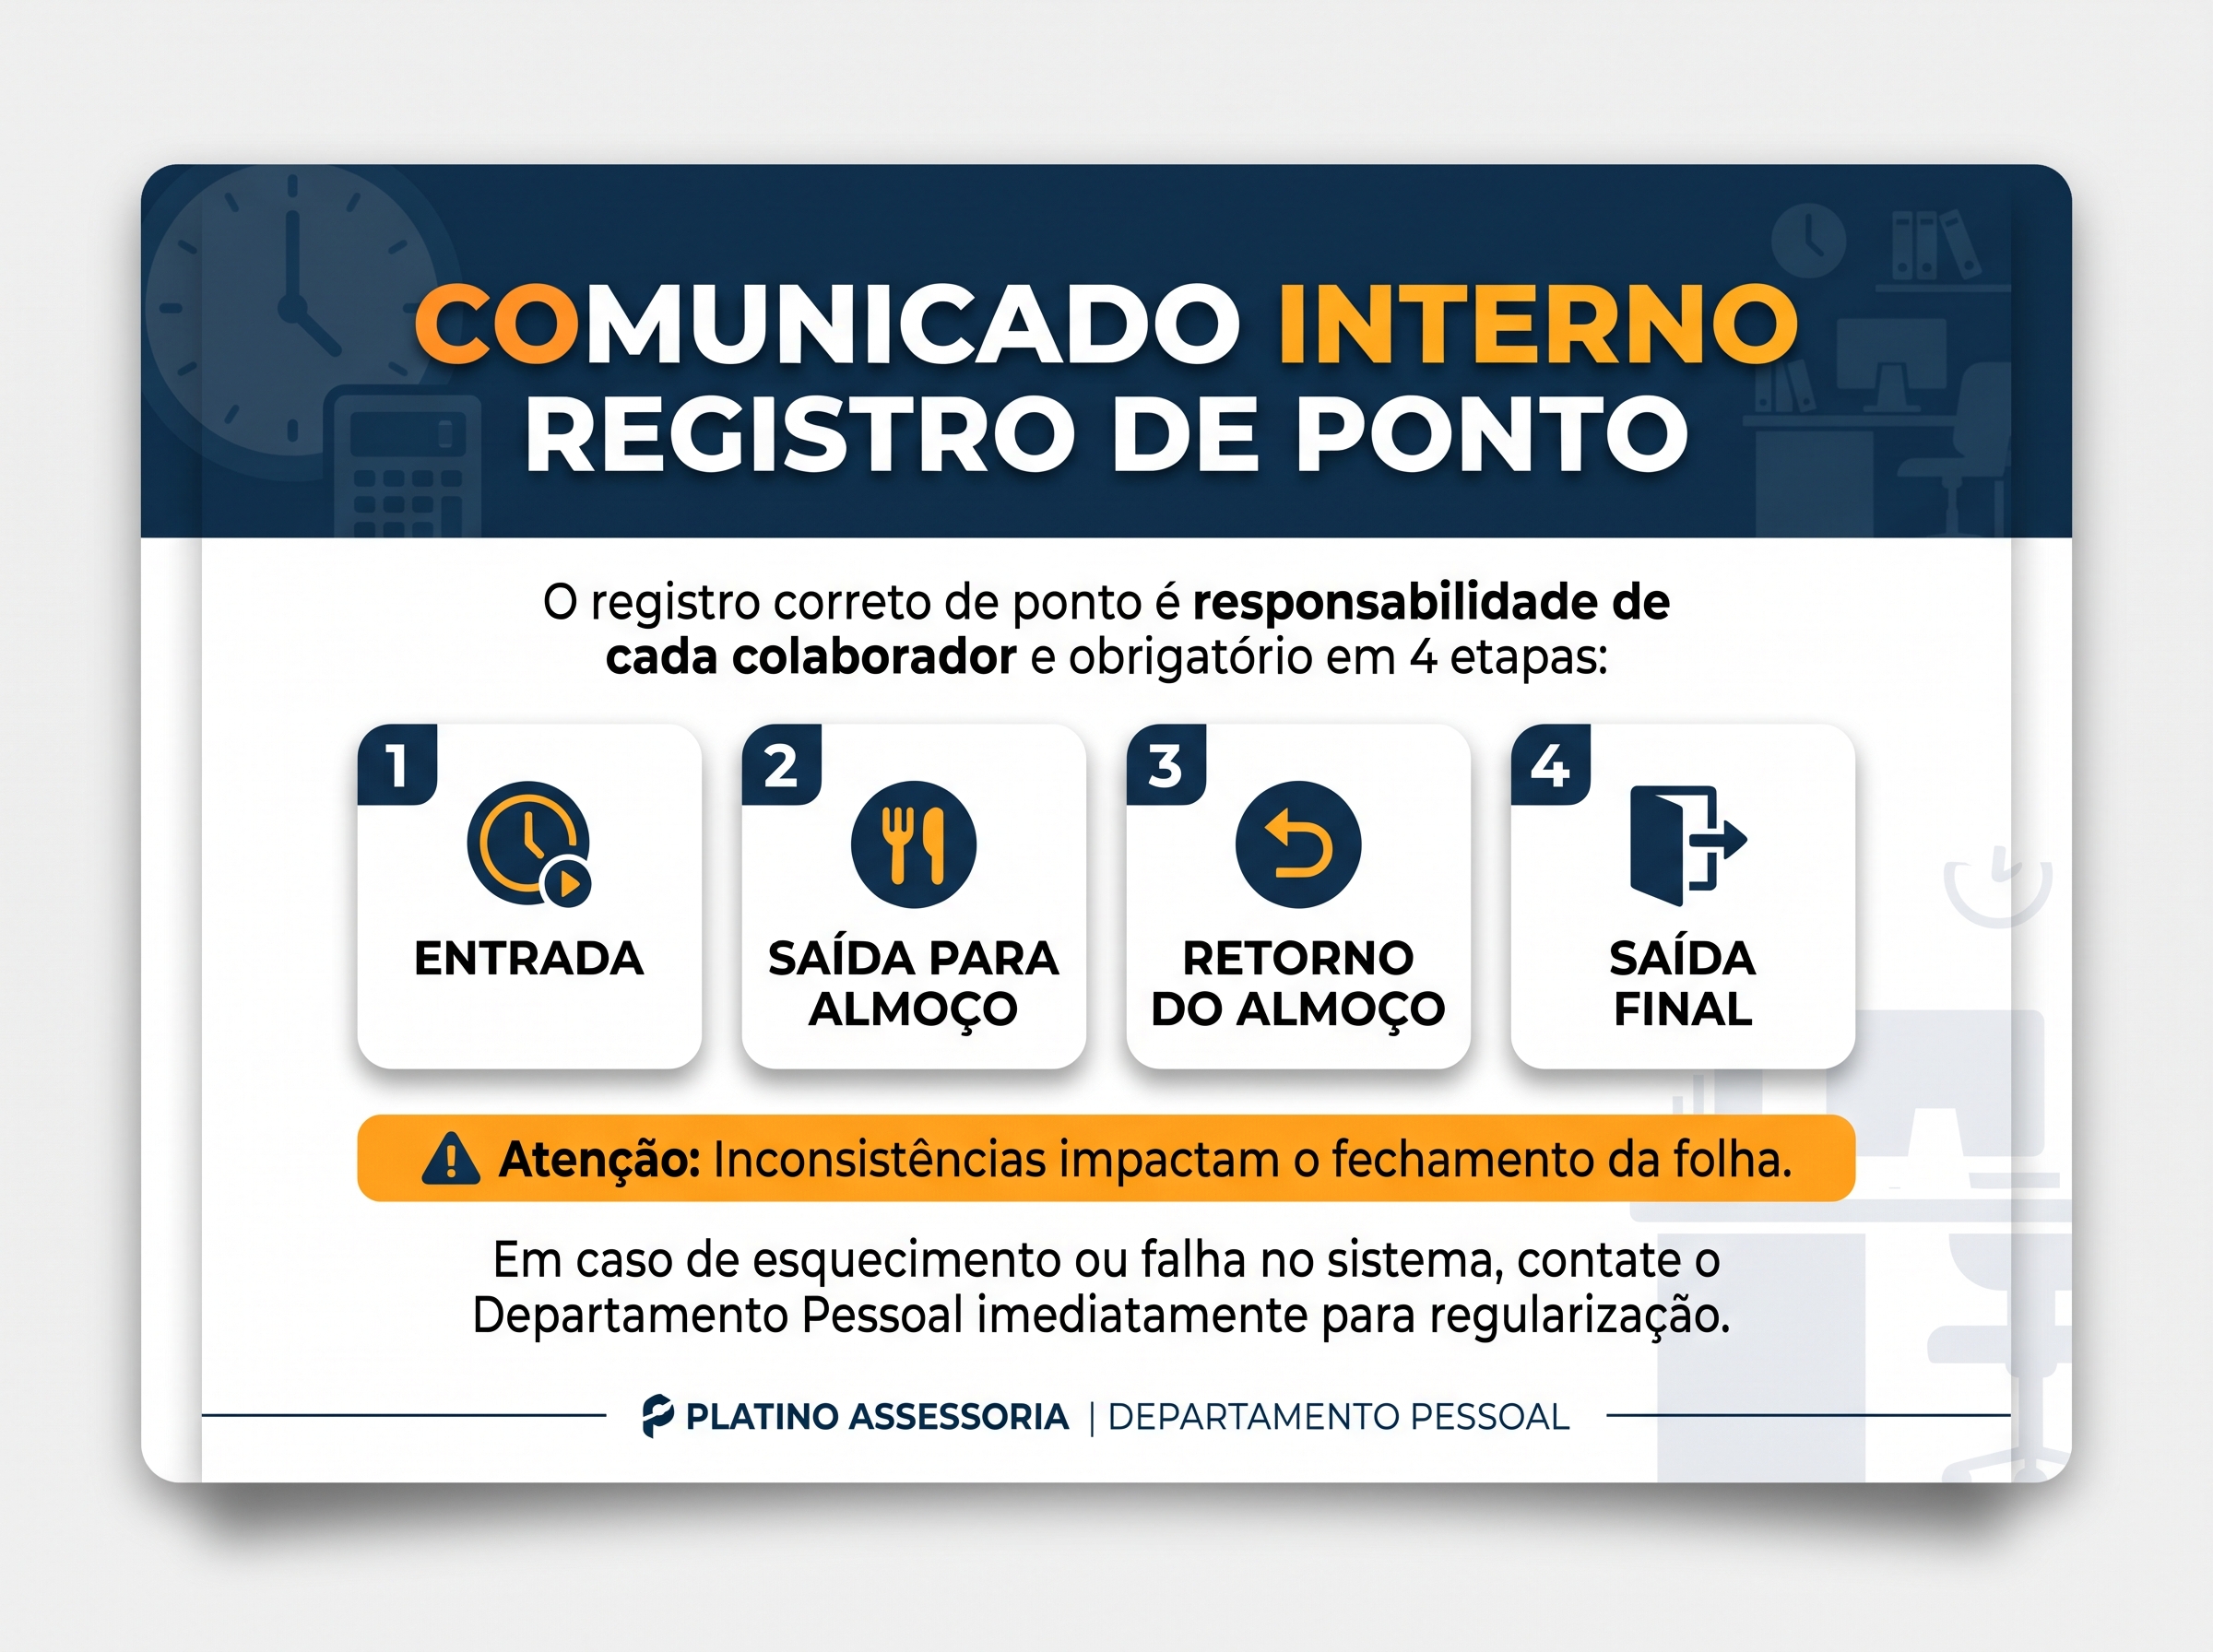 COMUNICADO INTERNO
REGISTRO DE PONTO
O registro correto de ponto é responsabilidade de
cada colaborador e obrigatório em 4 etapas:
1
ENTRADA
2
SAÍDA PARA
ALMOÇO
3
RETORNO
DO ALMOÇO
4
SAÍDA
FINAL
Atenção: Inconsistências impactam o fechamento da folha.
Em caso de esquecimento ou falha no sistema, contate o
Departamento Pessoal imediatamente para regularização.
PLATINO ASSESSORIA | DEPARTAMENTO PESSOAL